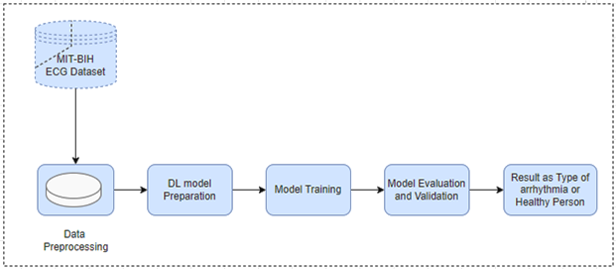 MIT-BIH
ECG Dataset
DL model
Preparation
Model Training
Model Evaluation
and Validation
Result as Type of
arrhythmia or
Healthy Person
Data
Preprocessing